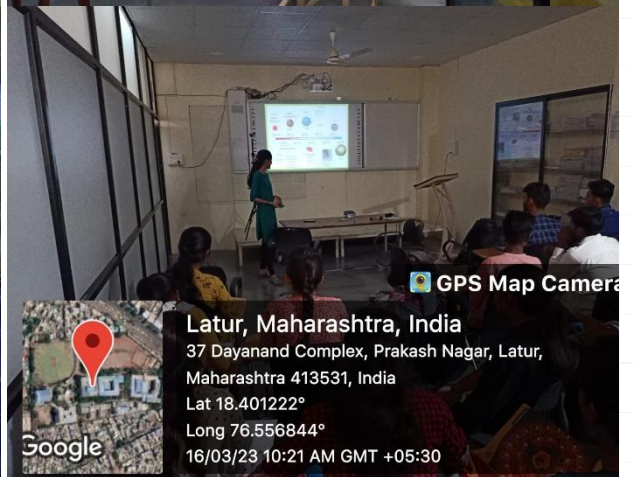 GPS Map Camera
Latur, Maharashtra, India
37 Dayanand Complex, Prakash Nagar, Latur,
Maharashtra 413531, India
Lat 18.401222°
Long 76.556844°
16/03/23 10:21 AM GMT +05:30
Google